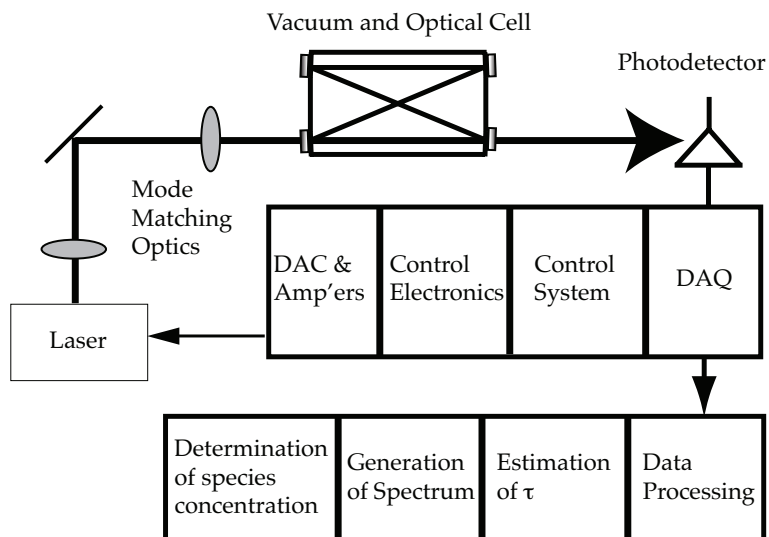 Vacuum and Optical Cell
Photodetector
Mode
Matching
Optics
DAC &
Amp'ers
Control
Electronics
Control
System
DAQ
Laser
Determination
of species
concentration
Generation
of Spectrum
Estimation
of τ
Data
Processing